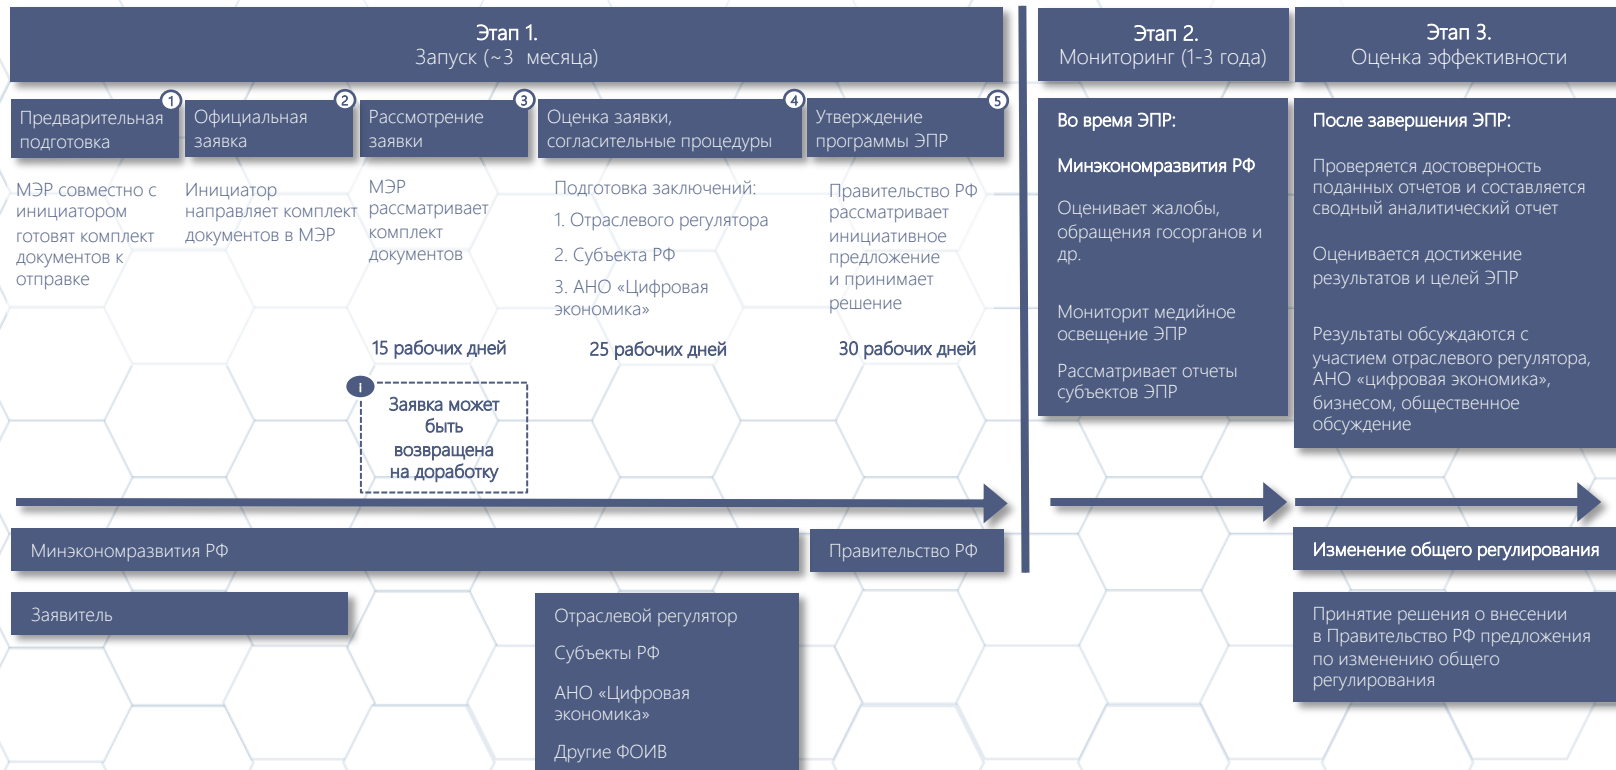 Этап 1.
Запуск (~3 месяца)
1
Предварительная
подготовка
МЭР совместно с
инициатором
готовят комплект
документов к
отправке
2
Официальная
заявка
Инициатор
направляет комплект
документов в МЭР
3
Рассмотрение
заявки
МЭР
рассматривает
комплект
документов
15 рабочих дней
i
Заявка может
быть
возвращена
на доработку
4
Оценка заявки,
согласительные процедуры
Подготовка заключений:
1. Отраслевого регулятора
2. Субъекта РФ
3. АНО «Цифровая
экономика»
25 рабочих дней
5
Утверждение
программы ЭПР
Правительство РФ
рассматривает
инициативное
предложение
и принимает
решение
30 рабочих дней
Минэкономразвития РФ
Правительство РФ
Заявитель
Отраслевой регулятор
Субъекты РФ
АНО «Цифровая
экономика»
Другие ФОИВ
Этап 2.
Мониторинг (1-3 года)
Во время ЭПР:
Минэкономразвития РФ
Оценивает жалобы,
обращения госорганов и
др.
Мониторит медийное
освещение ЭПР
Рассматривает отчеты
субъектов ЭПР
Этап 3.
Оценка эффективности
После завершения ЭПР:
Проверяется достоверность
поданных отчетов и составляется
сводный аналитический отчет
Оценивается достижение
результатов и целей ЭПР
Результаты обсуждаются с
участием отраслевого регулятора,
АНО «цифровая экономика»,
бизнесом, общественное
обсуждение
Изменение общего регулирования
Принятие решения о внесении
в Правительство РФ предложения
по изменению общего
регулирования